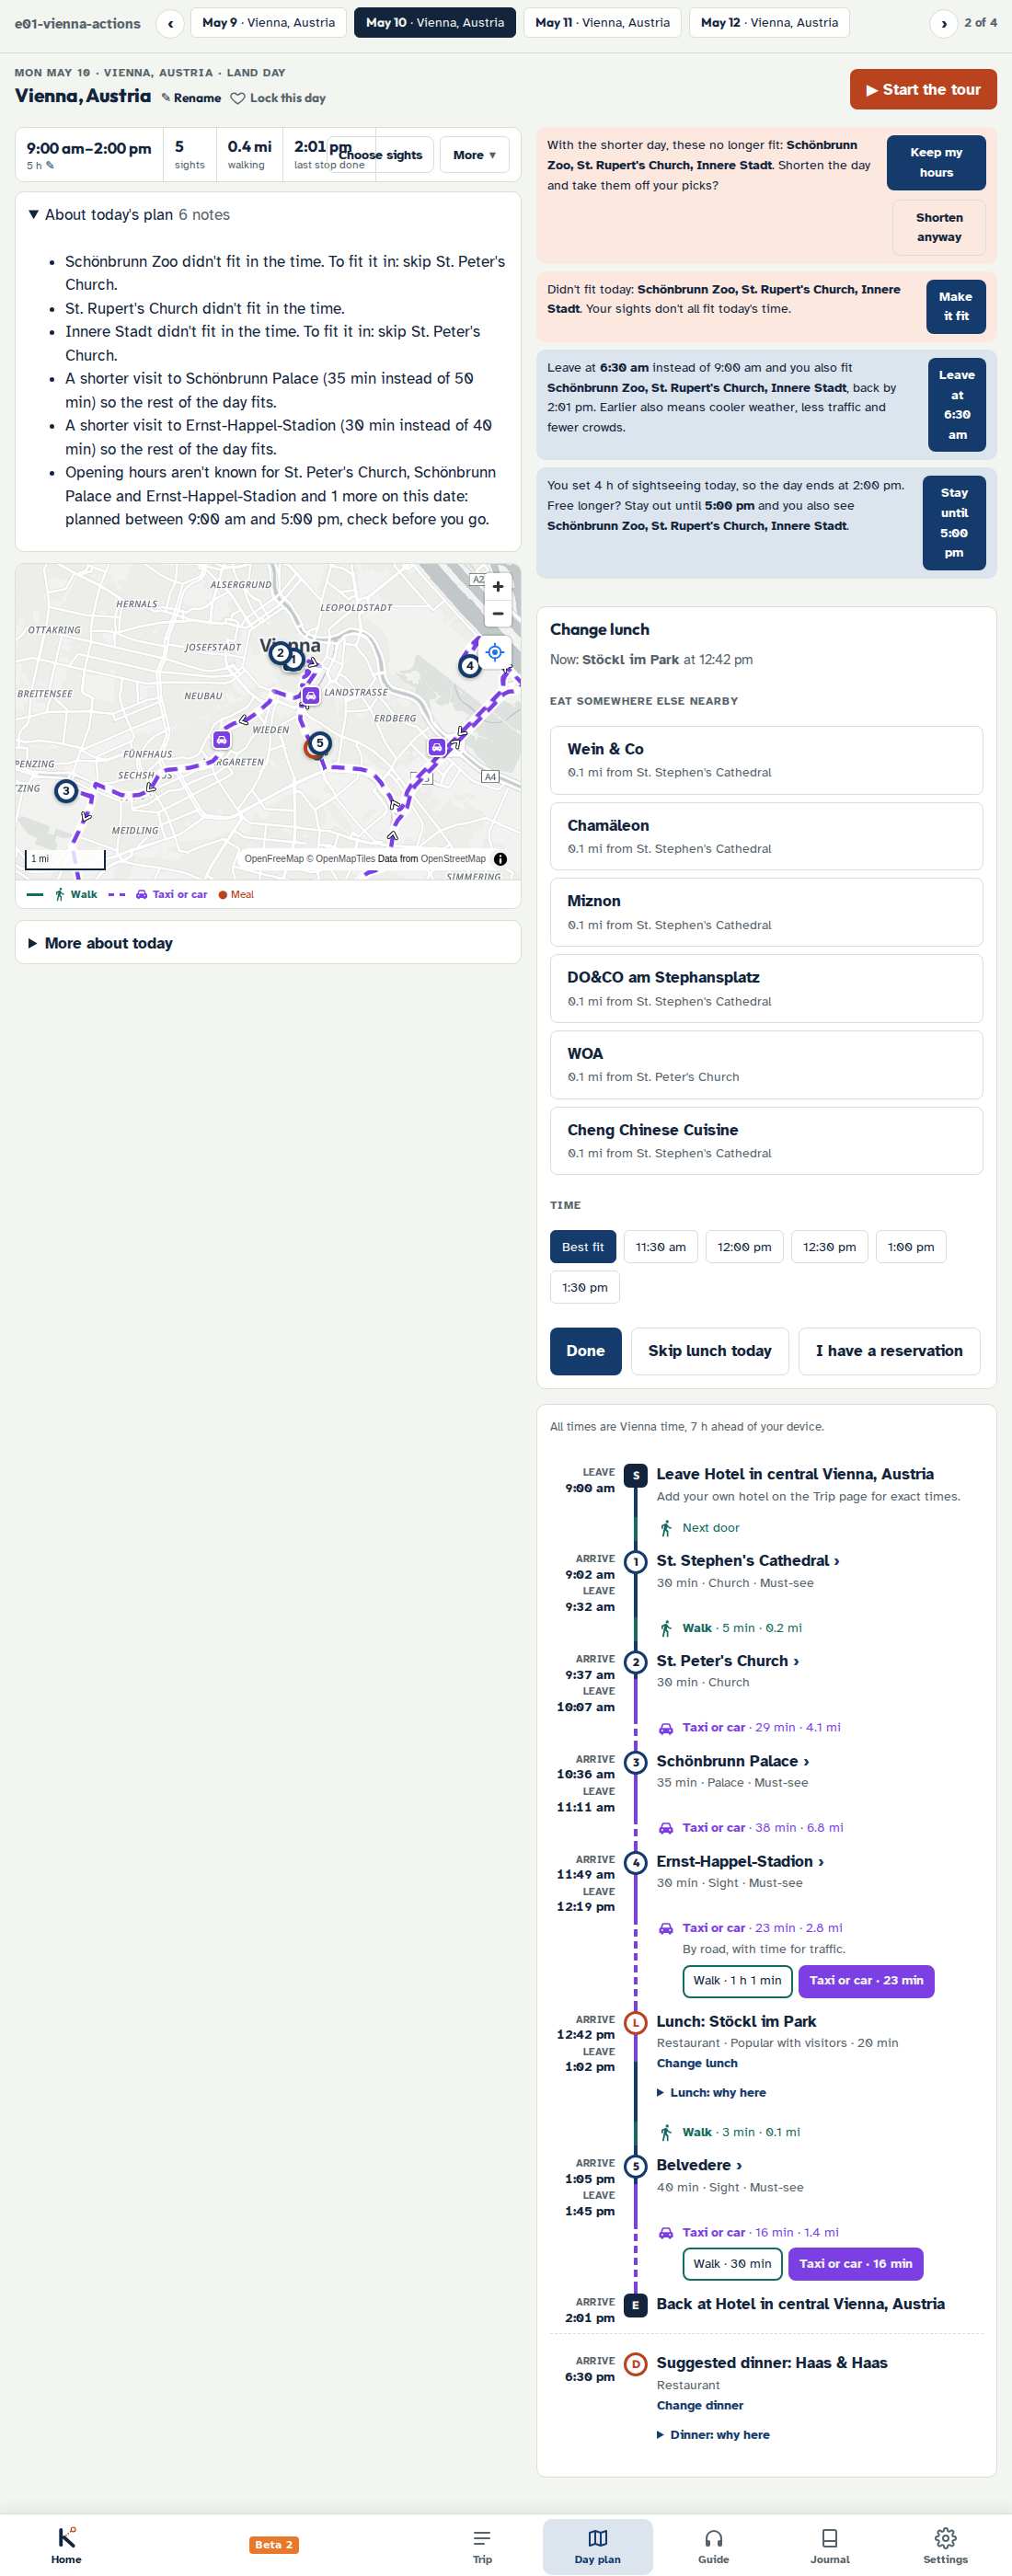 e01-vienna-actions
‹
May 9 · Vienna, Austria
May 10 · Vienna, Austria
May 11 · Vienna, Austria
May 12 · Vienna, Austria
›
2 of 4
MON MAY 10 · VIENNA, AUSTRIA · LAND DAY
Vienna, Austria
✎ Rename
Lock this day
▶ Start the tour
9:00 am–2:00 pm
5 h ✎
5
sights
0.4 mi
walking
2:01 pm
last stop done
Choose sights
More ▾
▼ About today's plan 6 notes
• Schönbrunn Zoo didn't fit in the time. To fit it in: skip St. Peter's
Church.
• St. Rupert's Church didn't fit in the time.
• Innere Stadt didn't fit in the time. To fit it in: skip St. Peter's
Church.
• A shorter visit to Schönbrunn Palace (35 min instead of 50
min) so the rest of the day fits.
• A shorter visit to Ernst-Happel-Stadion (30 min instead of 40
min) so the rest of the day fits.
• Opening hours aren't known for St. Peter's Church, Schönbrunn
Palace and Ernst-Happel-Stadion and 1 more on this date:
planned between 9:00 am and 5:00 pm, check before you go.
ALSERGRUND
HERNALS
LEOPOLDSTADT
OTTAKRING
JOSEFSTADT
BREITENSEE
NEUBAU
LANDSTRASSE
ERDBERG
WIEDEN
FÜNFHAUS
PENZING
MEIDLING
SIMMERING
A4
1
2
3
4
5
+
−
1 mi
OpenFreeMap © OpenMapTiles Data from OpenStreetMap
Walk
Taxi or car
Meal
▶ More about today
With the shorter day, these no longer fit: Schönbrunn
Zoo, St. Rupert's Church, Innere Stadt. Shorten the day
and take them off your picks?
Keep my
hours
Shorten
anyway
Didn't fit today: Schönbrunn Zoo, St. Rupert's Church, Innere
Stadt. Your sights don't all fit today's time.
Make
it fit
Leave at 6:30 am instead of 9:00 am and you also fit
Schönbrunn Zoo, St. Rupert's Church, Innere Stadt, back by
2:01 pm. Earlier also means cooler weather, less traffic and
fewer crowds.
Leave
at
6:30
am
You set 4 h of sightseeing today, so the day ends at 2:00 pm.
Free longer? Stay out until 5:00 pm and you also see
Schönbrunn Zoo, St. Rupert's Church, Innere Stadt.
Stay
until
5:00
pm
Change lunch
Now: Stöckl im Park at 12:42 pm
EAT SOMEWHERE ELSE NEARBY
Wein & Co
0.1 mi from St. Stephen's Cathedral
Chamäleon
0.1 mi from St. Stephen's Cathedral
Miznon
0.1 mi from St. Stephen's Cathedral
DO&CO am Stephansplatz
0.1 mi from St. Stephen's Cathedral
WOA
0.1 mi from St. Peter's Church
Cheng Chinese Cuisine
0.1 mi from St. Stephen's Cathedral
TIME
Best fit
11:30 am
12:00 pm
12:30 pm
1:00 pm
1:30 pm
Done
Skip lunch today
I have a reservation
All times are Vienna time, 7 h ahead of your device.
LEAVE
9:00 am
S
Leave Hotel in central Vienna, Austria
Add your own hotel on the Trip page for exact times.
Next door
ARRIVE
9:02 am
LEAVE
9:32 am
1
St. Stephen's Cathedral ›
30 min · Church · Must-see
Walk · 5 min · 0.2 mi
ARRIVE
9:37 am
LEAVE
10:07 am
2
St. Peter's Church ›
30 min · Church
Taxi or car · 29 min · 4.1 mi
ARRIVE
10:36 am
LEAVE
11:11 am
3
Schönbrunn Palace ›
35 min · Palace · Must-see
Taxi or car · 38 min · 6.8 mi
ARRIVE
11:49 am
LEAVE
12:19 pm
4
Ernst-Happel-Stadion ›
30 min · Sight · Must-see
Taxi or car · 23 min · 2.8 mi
By road, with time for traffic.
Walk · 1 h 1 min
Taxi or car · 23 min
ARRIVE
12:42 pm
LEAVE
1:02 pm
L
Lunch: Stöckl im Park
Restaurant · Popular with visitors · 20 min
Change lunch
▶ Lunch: why here
Walk · 3 min · 0.1 mi
ARRIVE
1:05 pm
LEAVE
1:45 pm
5
Belvedere ›
40 min · Sight · Must-see
Taxi or car · 16 min · 1.4 mi
Walk · 30 min
Taxi or car · 16 min
ARRIVE
2:01 pm
E
Back at Hotel in central Vienna, Austria
ARRIVE
6:30 pm
D
Suggested dinner: Haas & Haas
Restaurant
Change dinner
▶ Dinner: why here
Home
Beta 2
Trip
Day plan
Guide
Journal
Settings